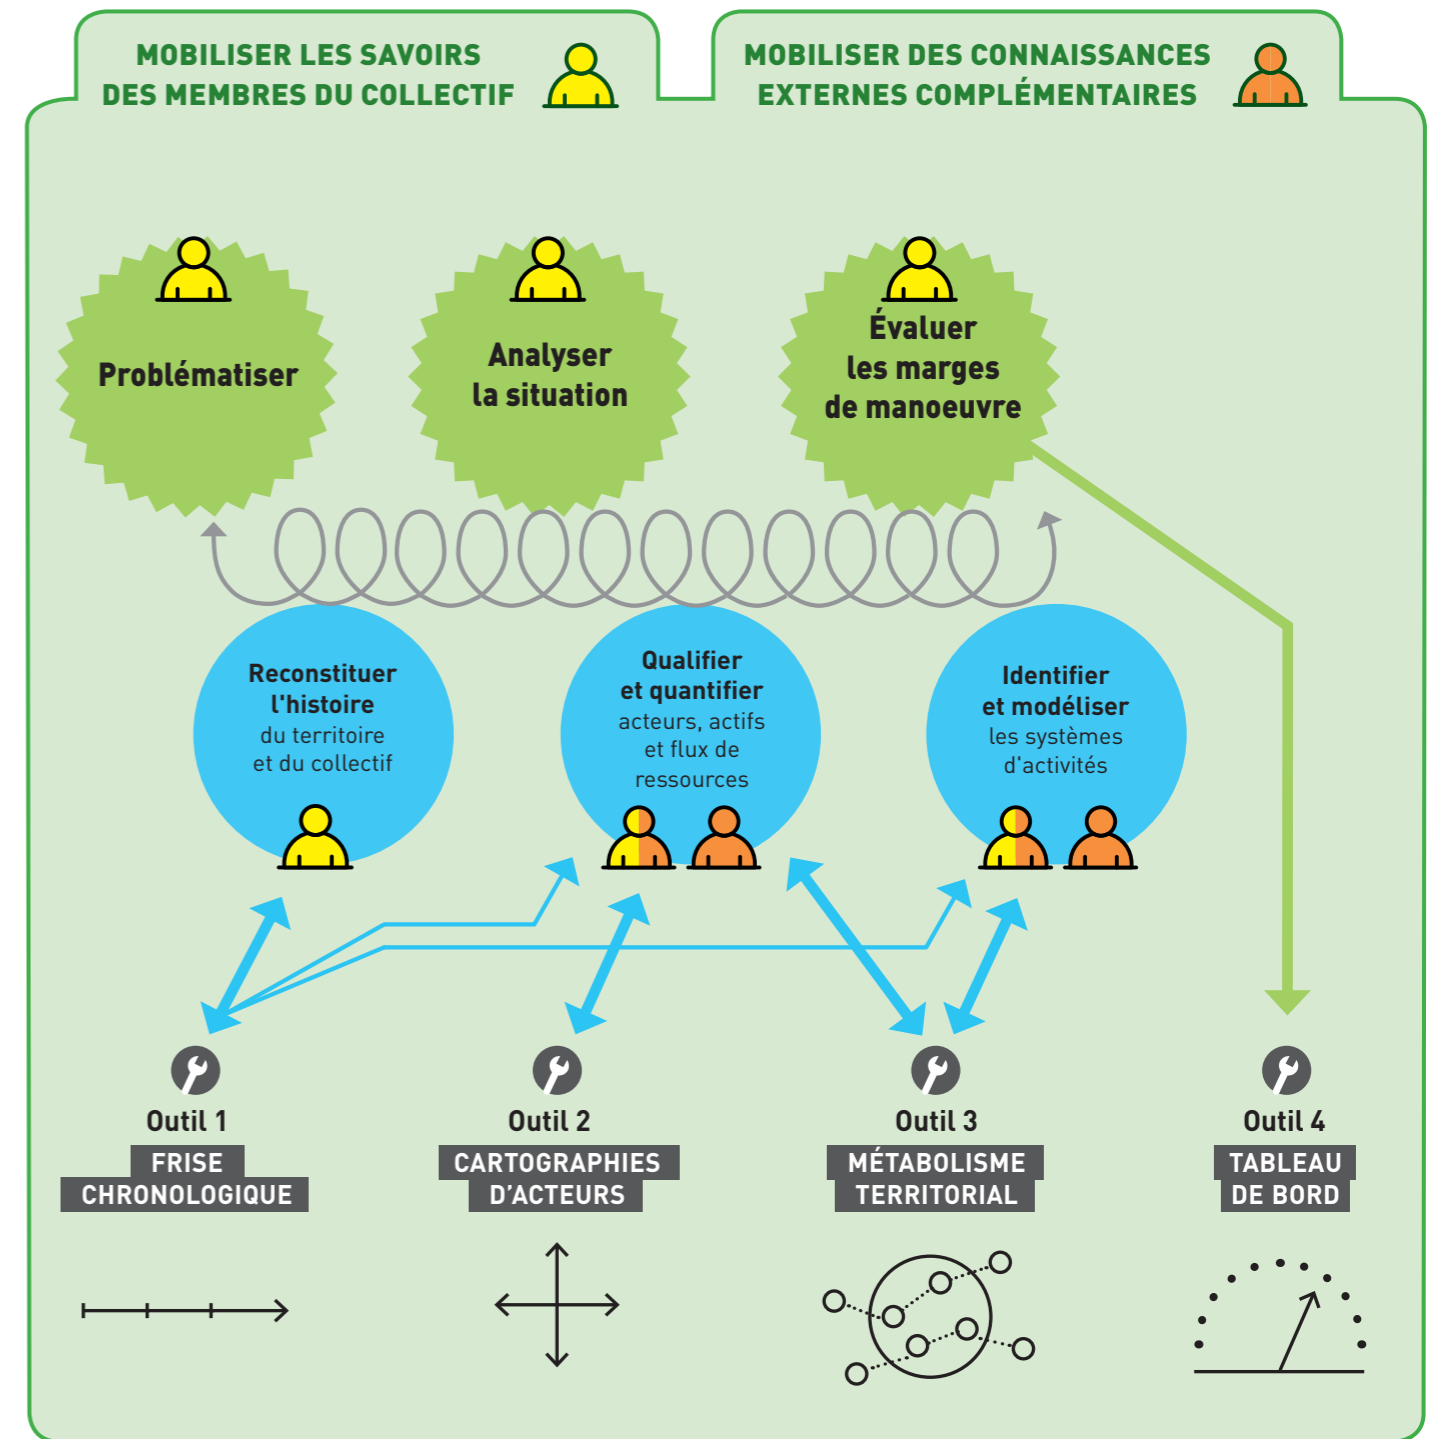 MOBILISER LES SAVOIRS
DES MEMBRES DU COLLECTIF
MOBILISER DES CONNAISSANCES
EXTERNES COMPLÉMENTAIRES
Problématiser
Analyser
la situation
Évaluer
les marges
de manoeuvre
Reconstituer
l'histoire
du territoire
et du collectif
Qualifier
et quantifier
acteurs, actifs
et flux de
ressources
Identifier
et modéliser
les systèmes
d'activités
Outil 1
FRISE
CHRONOLOGIQUE
Outil 2
CARTOGRAPHIES
D’ACTEURS
Outil 3
MÉTABOLISME
TERRITORIAL
Outil 4
TABLEAU
DE BORD